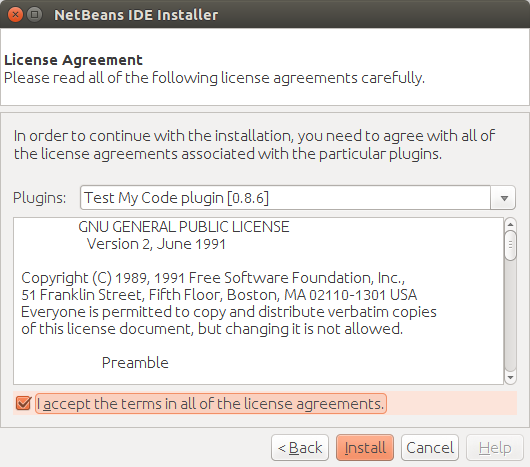 NetBeans IDE Installer
License Agreement
Please read all of the following license agreements carefully.
In order to continue with the installation, you need to agree with all of
the license agreements associated with the particular plugins.
Plugins: Test My Code plugin [0.8.6]
GNU GENERAL PUBLIC LICENSE
Version 2, June 1991
Copyright (C) 1989, 1991 Free Software Foundation, Inc.,
51 Franklin Street, Fifth Floor, Boston, MA 02110-1301 USA
Everyone is permitted to copy and distribute verbatim copies
of this license document, but changing it is not allowed.
Preamble
I accept the terms in all of the license agreements.
< Back Install Cancel Help